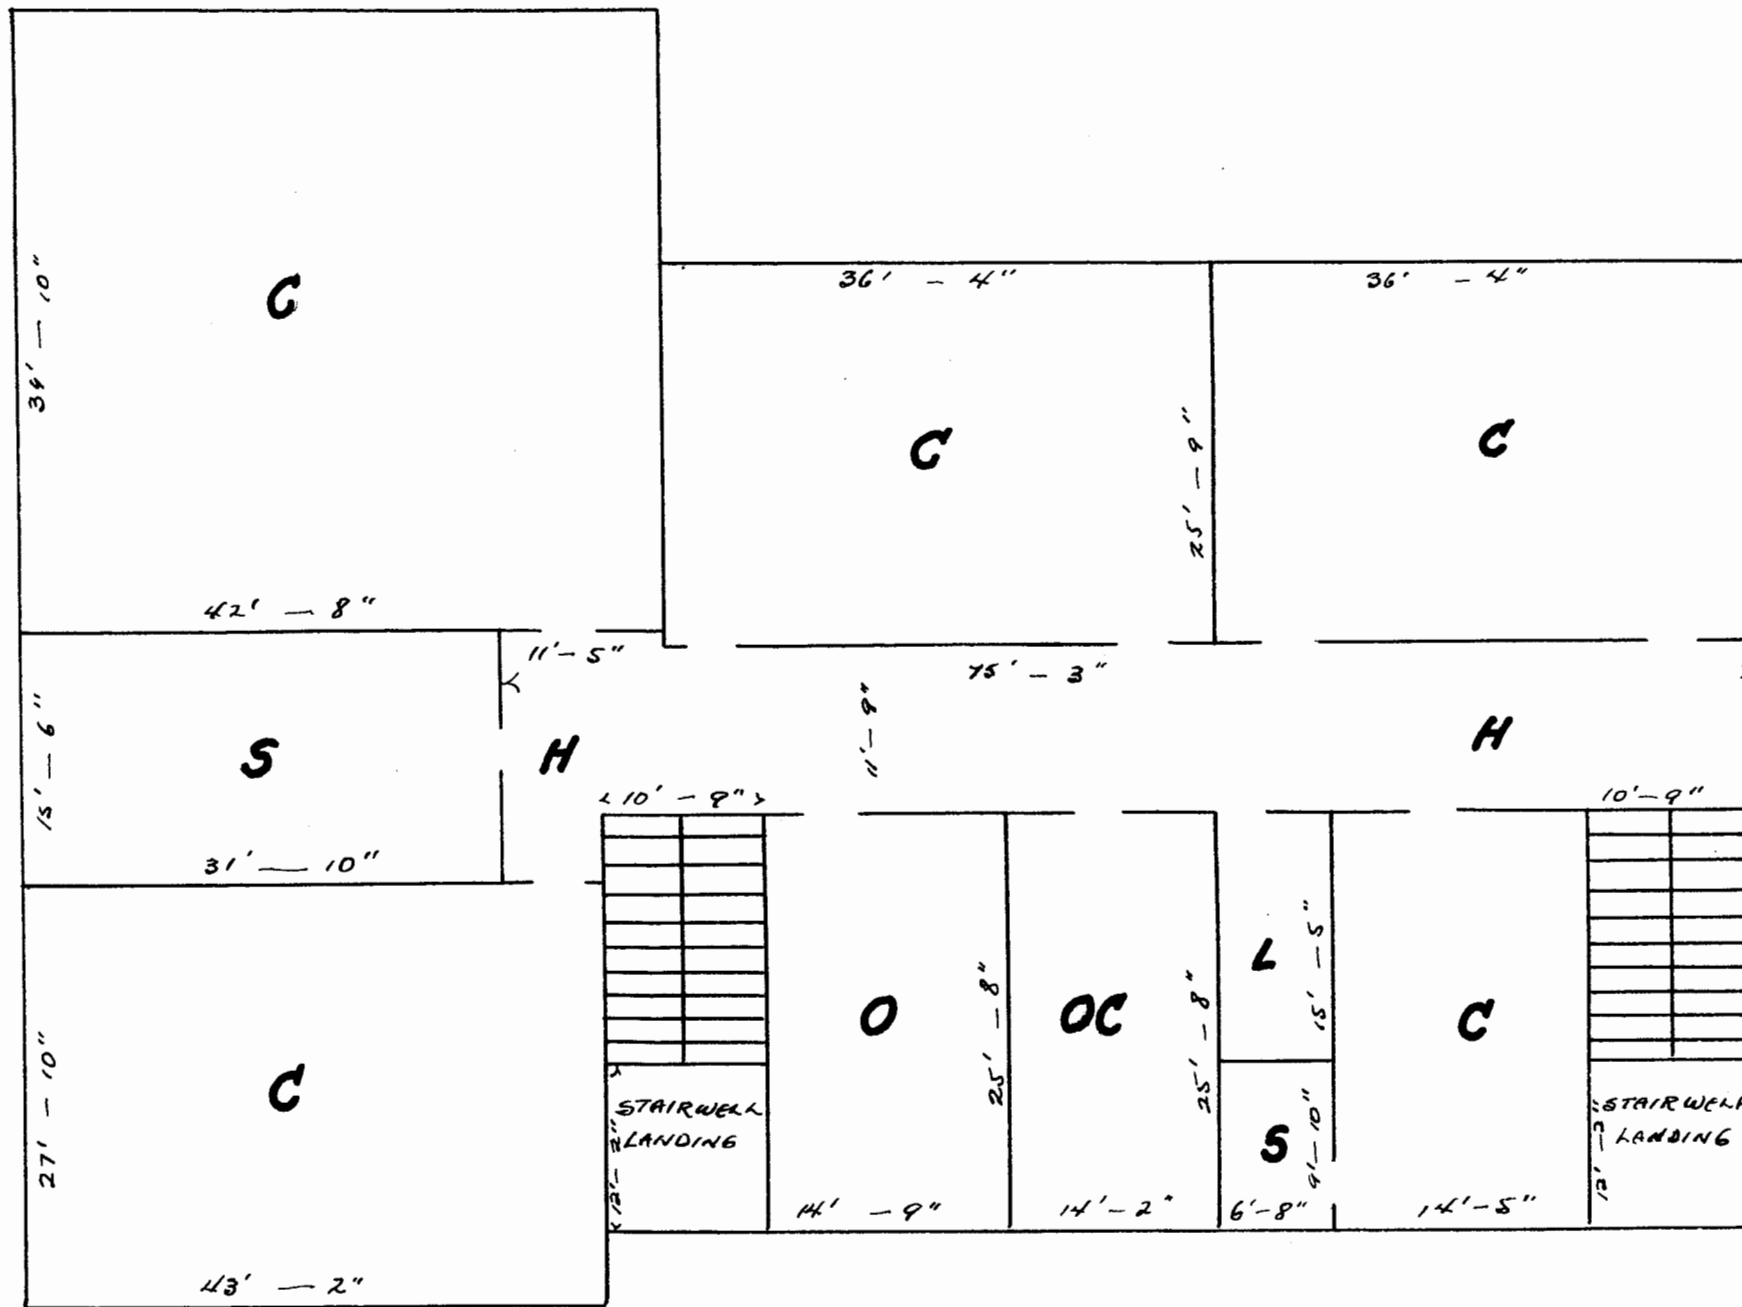 36' - 4"
36' - 4"
C
C
C
25' - 9"
42' - 8"
11' - 5"
75' - 3"
15' - 6"
S
H
11' - 9"
H
10' - 9"
10' - 9"
31' - 10"
L
15' - 5"
O
25' - 8"
OC
25' - 8"
C
27' - 10"
C
STAIRWELL
LANDING
12' - 2"
S
9' - 10"
STAIRWELL
LANDING
14' - 9"
14' - 2"
6' - 8"
14' - 5"
43' - 2"